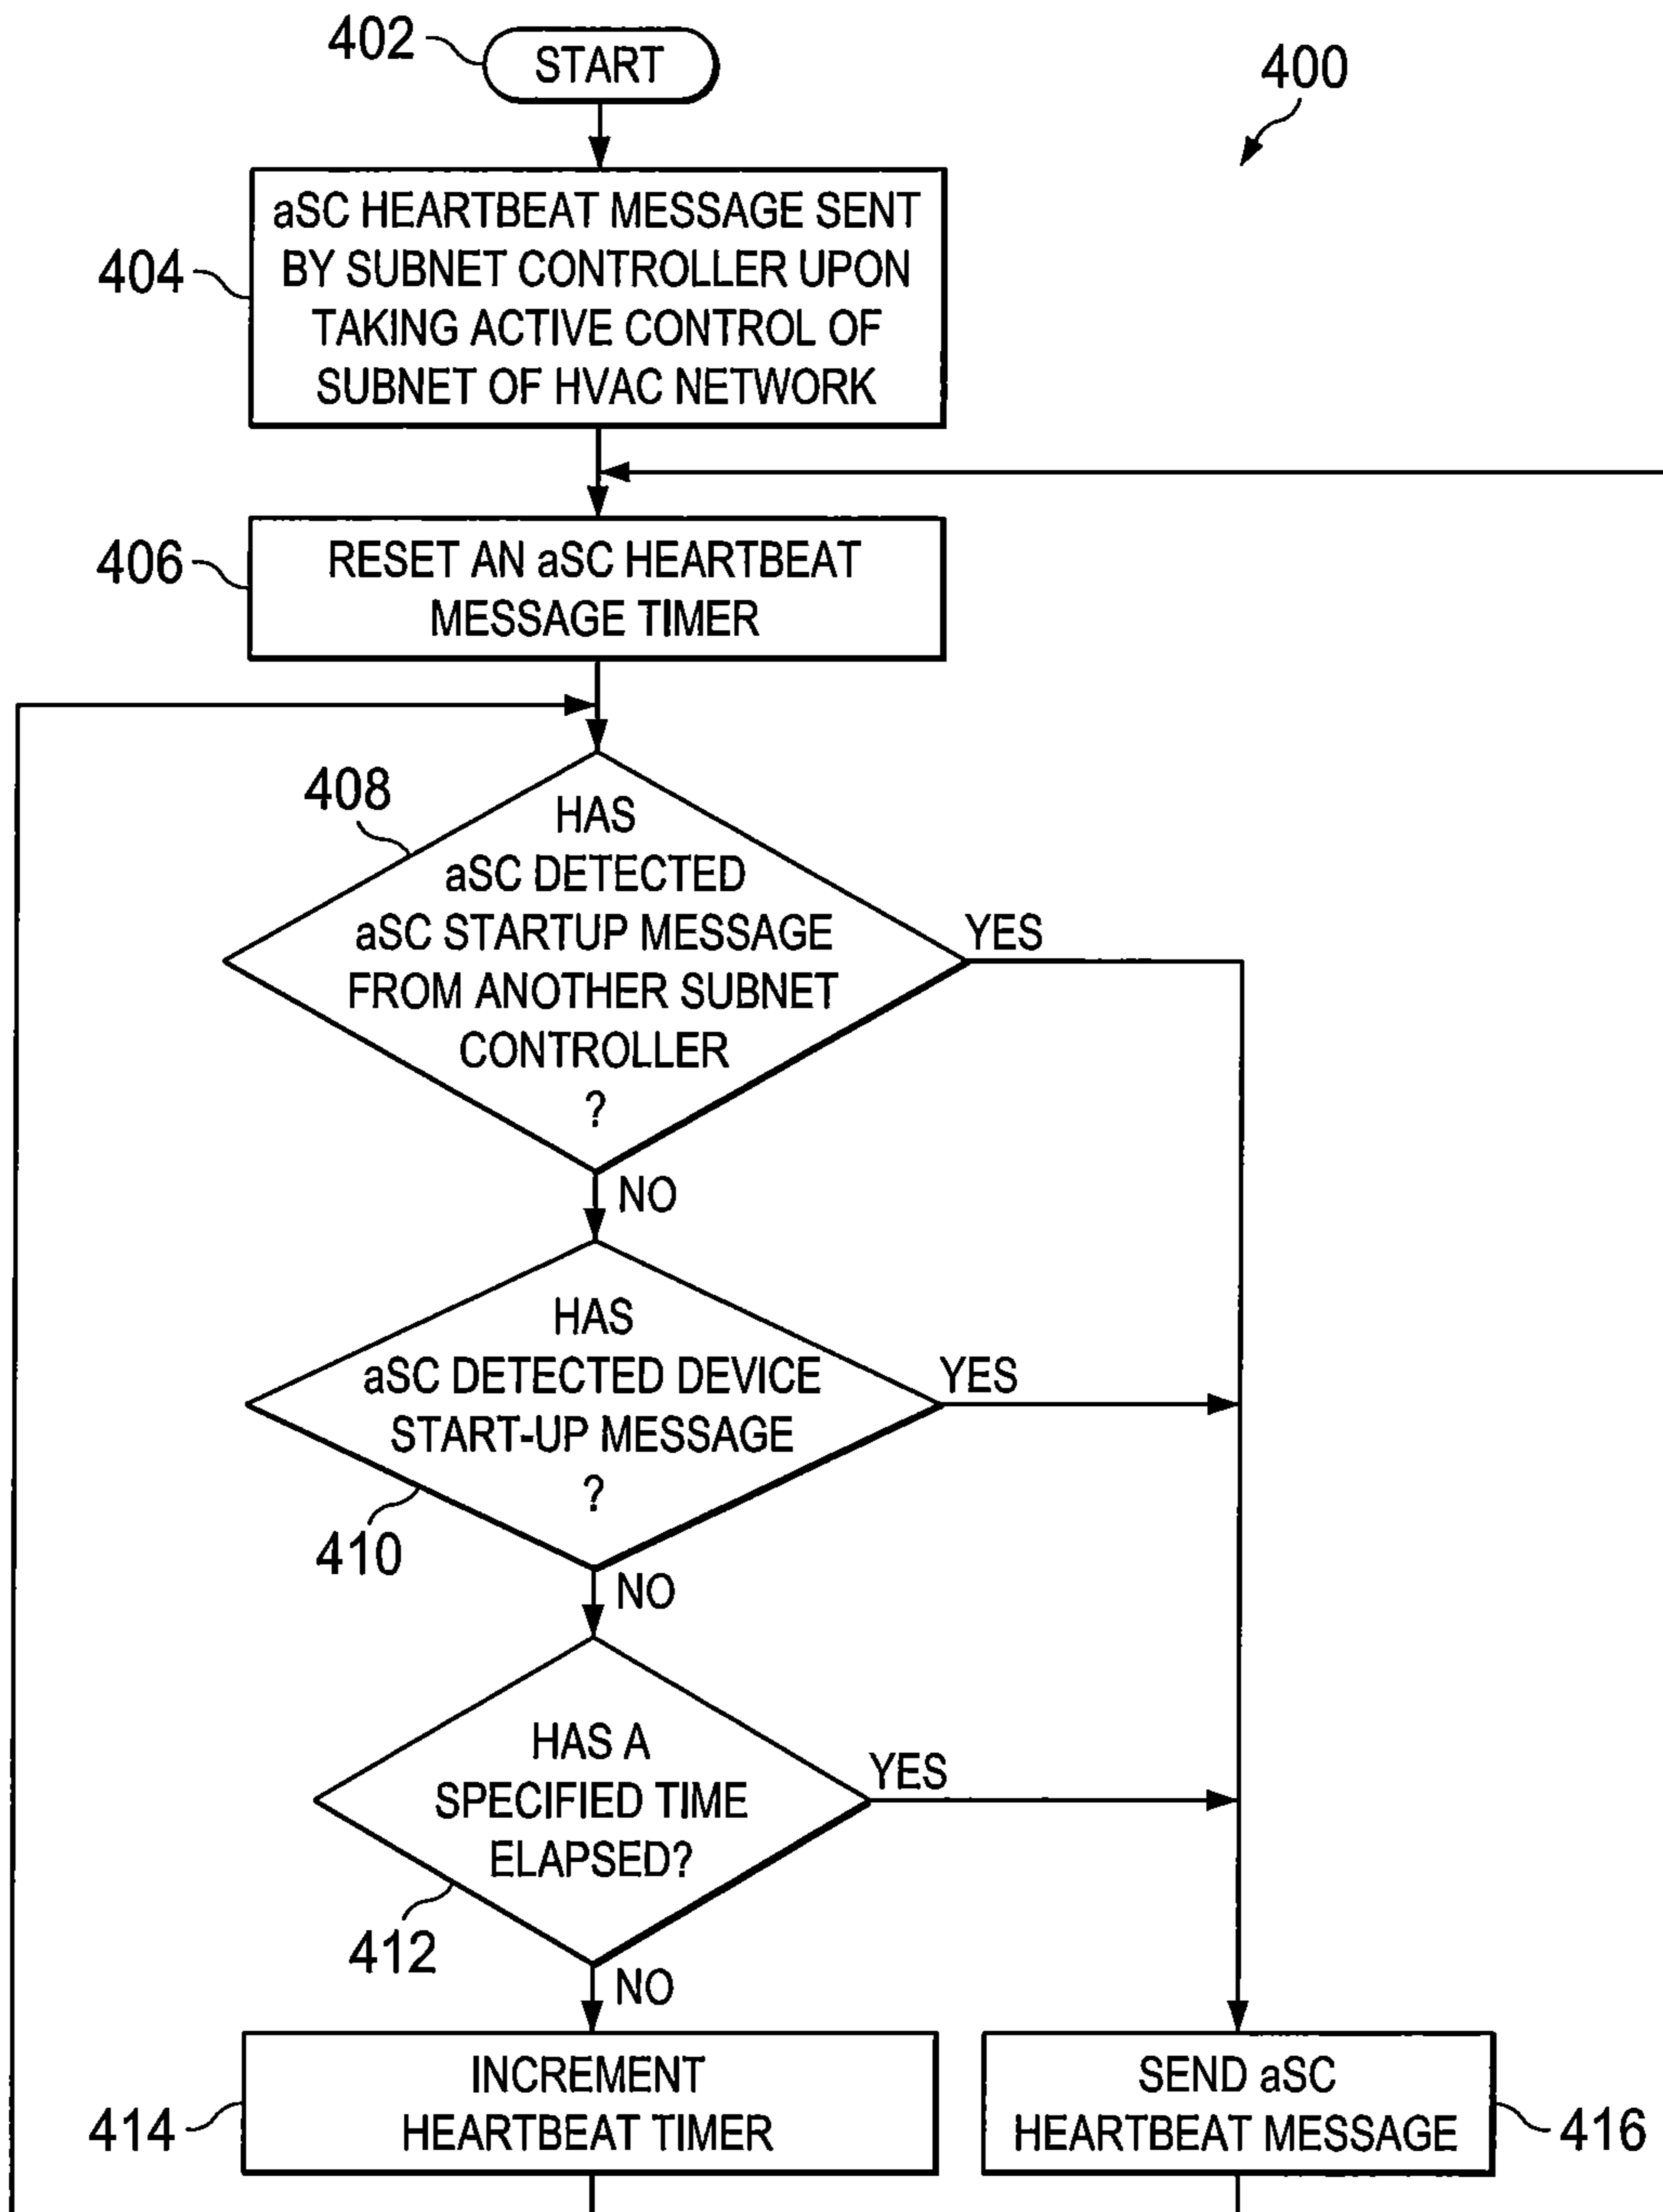 402
START
400
404
aSC HEARTBEAT MESSAGE SENT
BY SUBNET CONTROLLER UPON
TAKING ACTIVE CONTROL OF
SUBNET OF HVAC NETWORK
406
RESET AN aSC HEARTBEAT
MESSAGE TIMER
408
HAS
aSC DETECTED
aSC STARTUP MESSAGE
FROM ANOTHER SUBNET
CONTROLLER
?
YES
NO
HAS
aSC DETECTED DEVICE
START-UP MESSAGE
?
YES
410
NO
HAS A
SPECIFIED TIME
ELAPSED?
YES
412
NO
414
INCREMENT
HEARTBEAT TIMER
SEND aSC
HEARTBEAT MESSAGE
416